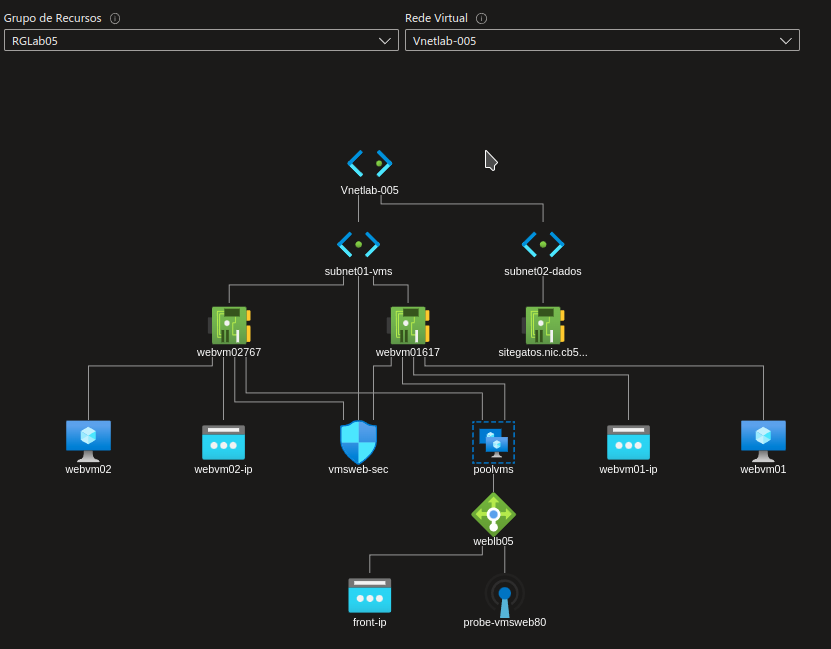 Grupo de Recursos
Rede Virtual
RGLab05
Vnetlab-005
Vnetlab-005
subnet01-vms
subnet02-dados
webvm02767
webvm01617
sitegatos.nic.cb5...
webvm02
webvm02-ip
vmsweb-sec
poolvms
webvm01-ip
webvm01
weblb05
front-ip
probe-vmsweb80